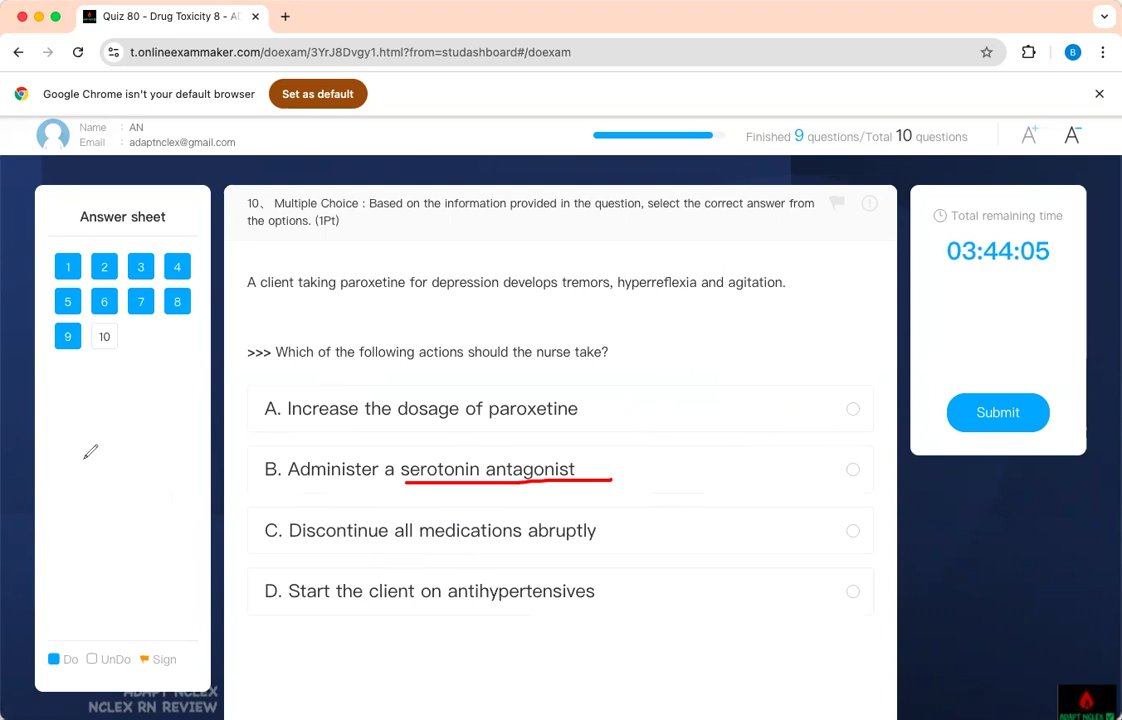 Quiz 80 - Drug Toxicity 8 - AD
t.onlineexammaker.com/doexam/3YrJ8Dvgy1.html?from=studashboard#/doexam
B
Google Chrome isn't your default browser
Set as default
Name : AN
Email : adaptnclex@gmail.com
Finished 9 questions/Total 10 questions
A+ A-
Answer sheet
1 2 3 4
5 6 7 8
9 10
Do UnDo Sign
10、 Multiple Choice : Based on the information provided in the question, select the correct answer from
the options. (1Pt)
A client taking paroxetine for depression develops tremors, hyperreflexia and agitation.
>>> Which of the following actions should the nurse take?
A. Increase the dosage of paroxetine
B. Administer a serotonin antagonist
C. Discontinue all medications abruptly
D. Start the client on antihypertensives
Total remaining time
03:44:05
Submit
ADAPT NCLEX
NCLEX RN REVIEW
ADAPT NCLEX